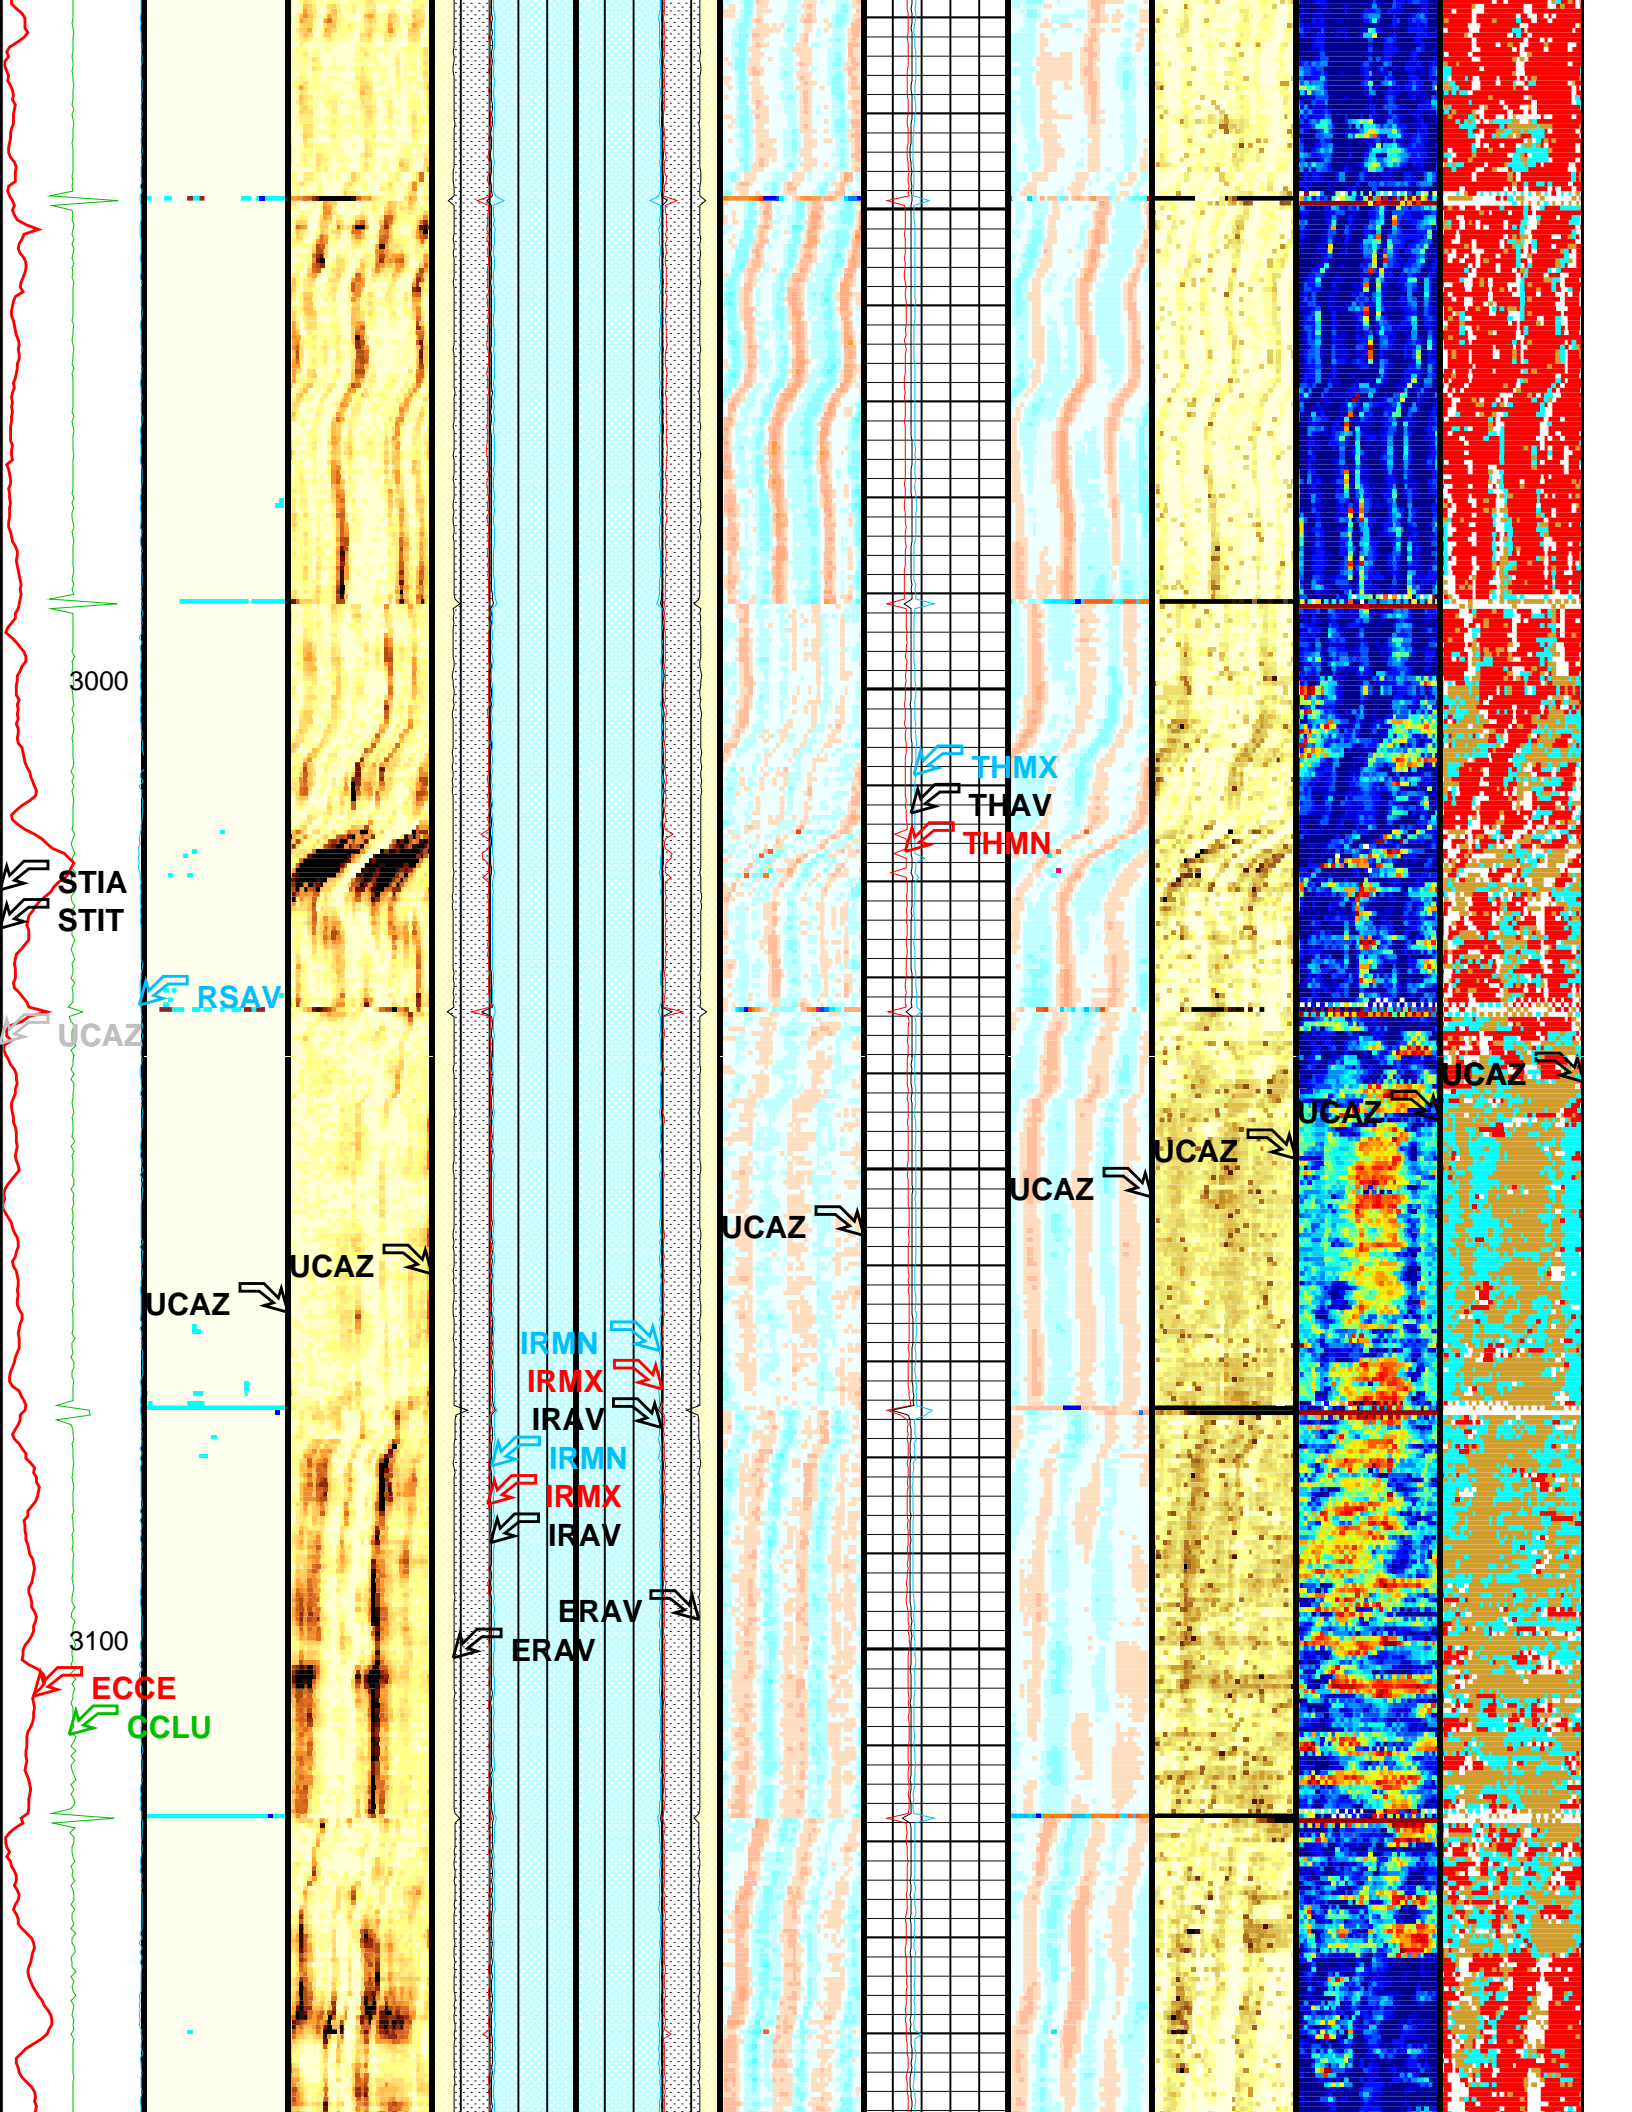 3000
THMX
THAV
THMN
STIA
STIT
RSAV
UCAZ
UCAZ
UCAZ
UCAZ
UCAZ
UCAZ
UCAZ
UCAZ
IRMN
IRMX
IRAV
IRMN
IRMX
IRAV
ERAV
3100
ERAV
ECCE
CCLU